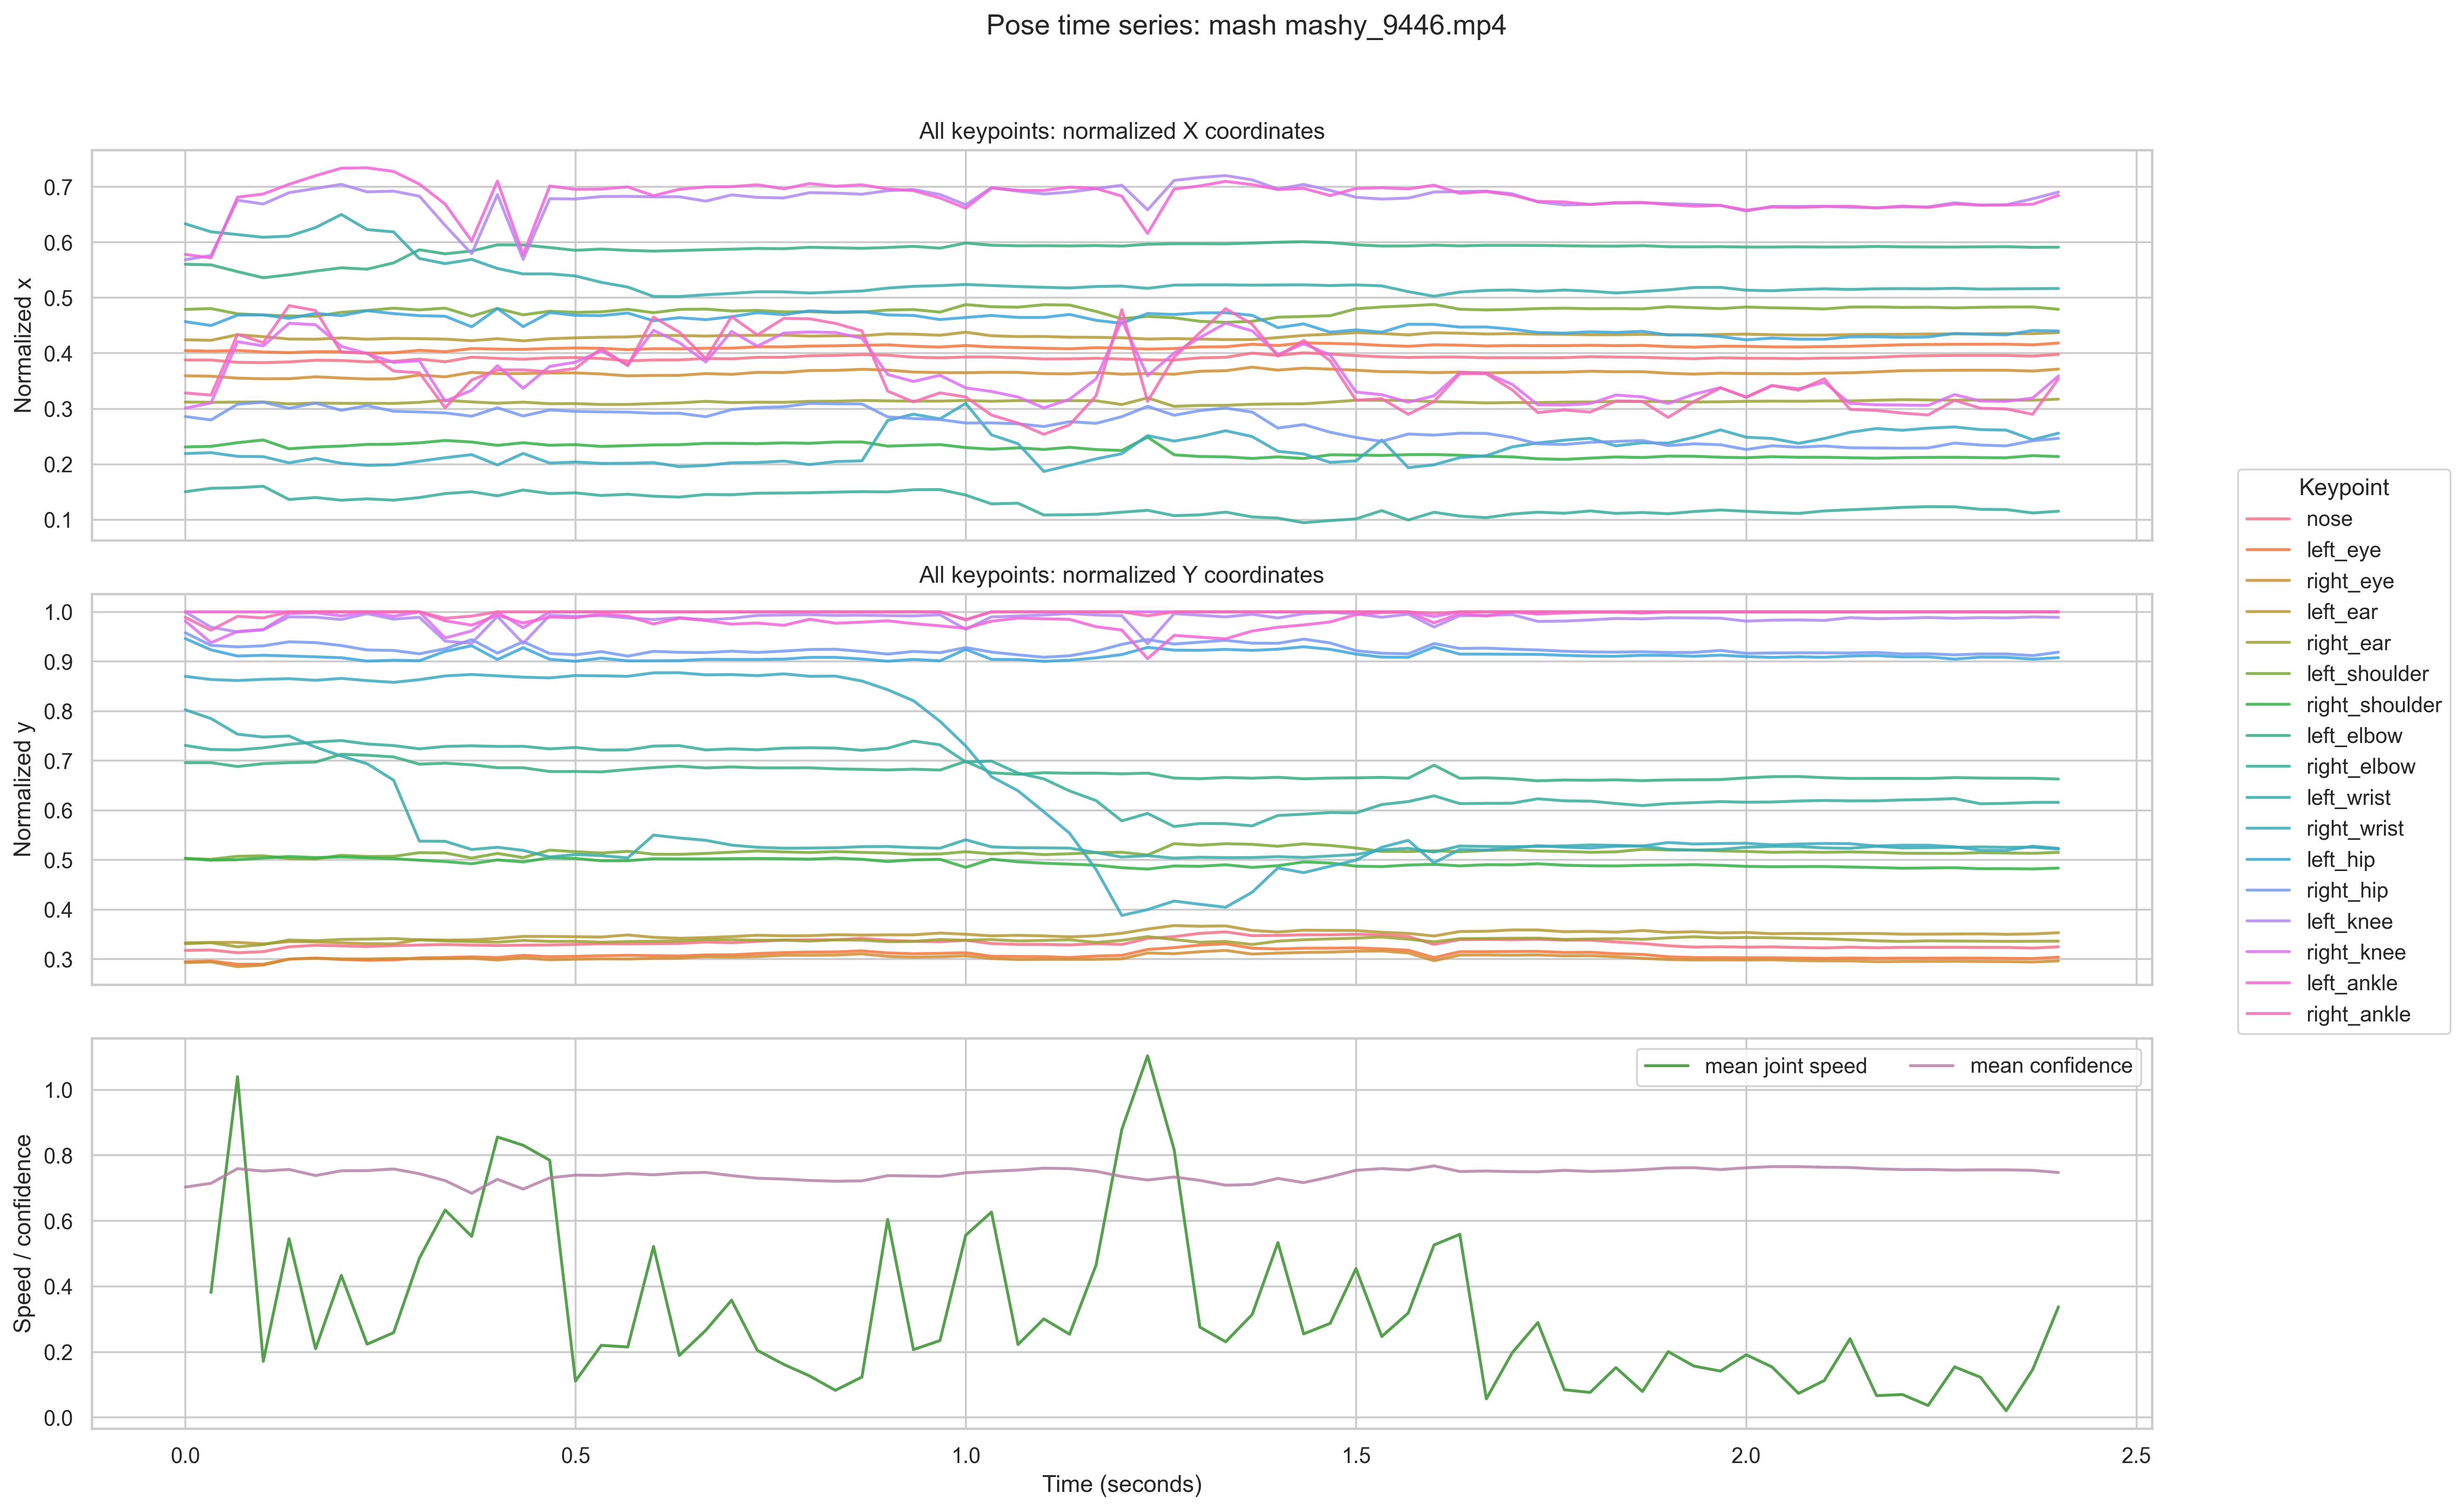 Pose time series: mash mashy_9446.mp4
All keypoints: normalized X coordinates
Normalized x
0.7
0.6
0.5
0.4
0.3
0.2
0.1
All keypoints: normalized Y coordinates
Normalized y
1.0
0.9
0.8
0.7
0.6
0.5
0.4
0.3
Keypoint
nose
left_eye
right_eye
left_ear
right_ear
left_shoulder
right_shoulder
left_elbow
right_elbow
left_wrist
right_wrist
left_hip
right_hip
left_knee
right_knee
left_ankle
right_ankle
mean joint speed
mean confidence
Speed / confidence
1.0
0.8
0.6
0.4
0.2
0.0
0.0 0.5 1.0 1.5 2.0 2.5
Time (seconds)